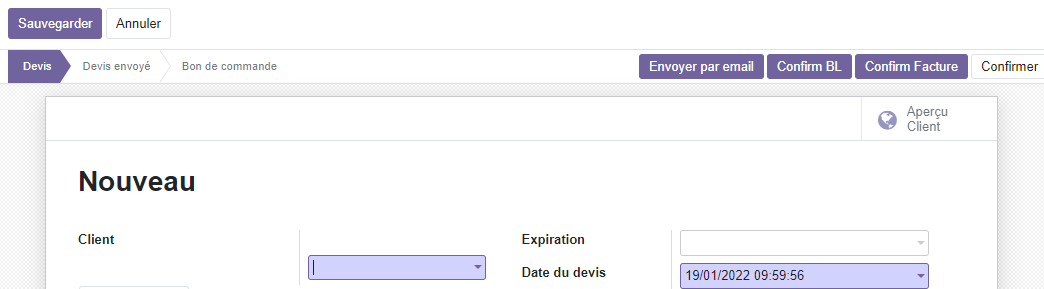 Sauvegarder Annuler
Devis Devis envoyé Bon de commande Envoyer par email Confirm BL Confirm Facture Confirmer
Aperçu
Client
Nouveau
Client
Expiration
Date du devis 19/01/2022 09:59:56